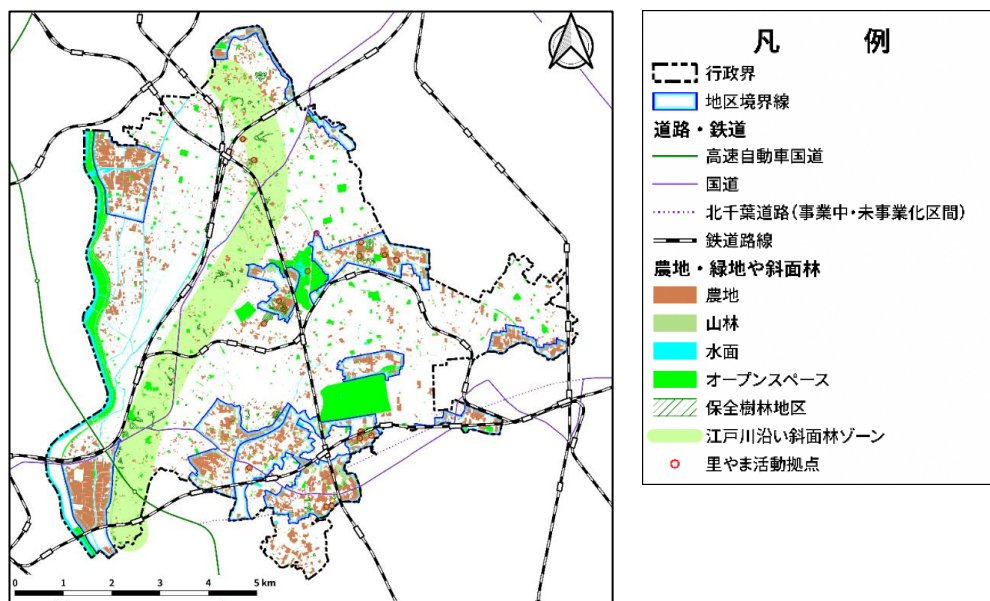 0 1 2 3 4 5 km
凡 例
行政界
地区境界線
道路・鉄道
高速自動車国道
国道
北千葉道路(事業中・未事業化区間)
鉄道路線
農地・緑地や斜面林
農地
山林
水面
オープンスペース
保全樹林地区
江戸川沿い斜面林ゾーン
里やま活動拠点